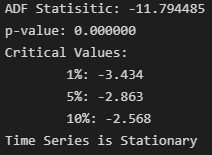 ADF Statisitic: -11.794485
p-value: 0.000000
Critical Values:
1%: -3.434
5%: -2.863
10%: -2.568
Time Series is Stationary